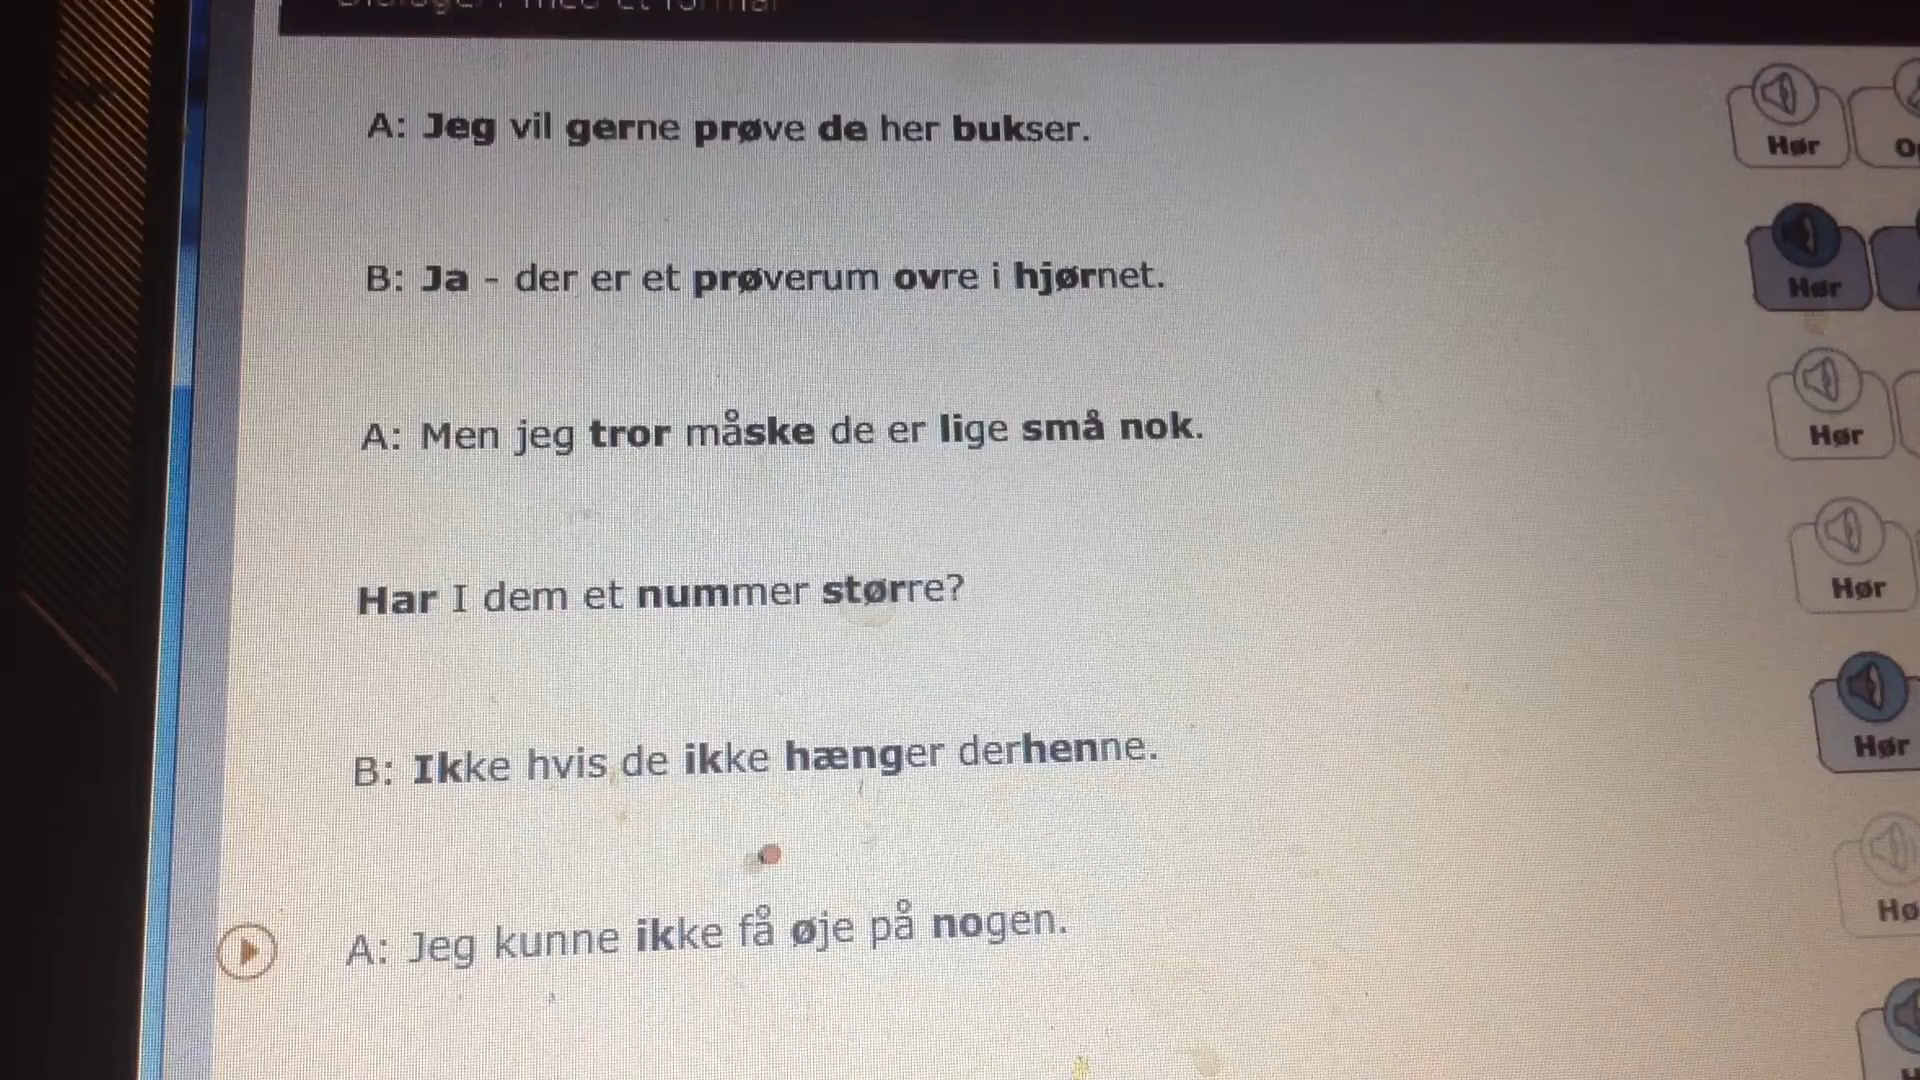 A: Jeg vil gerne prøve de her bukser.
Hør
B: Ja - der er et prøverum ovre i hjørnet.
Hør
A: Men jeg tror måske de er lige små nok.
Hør
Har I dem et nummer større?
Hør
B: Ikke hvis de ikke hænger derhenne.
Hør
A: Jeg kunne ikke få øje på nogen.